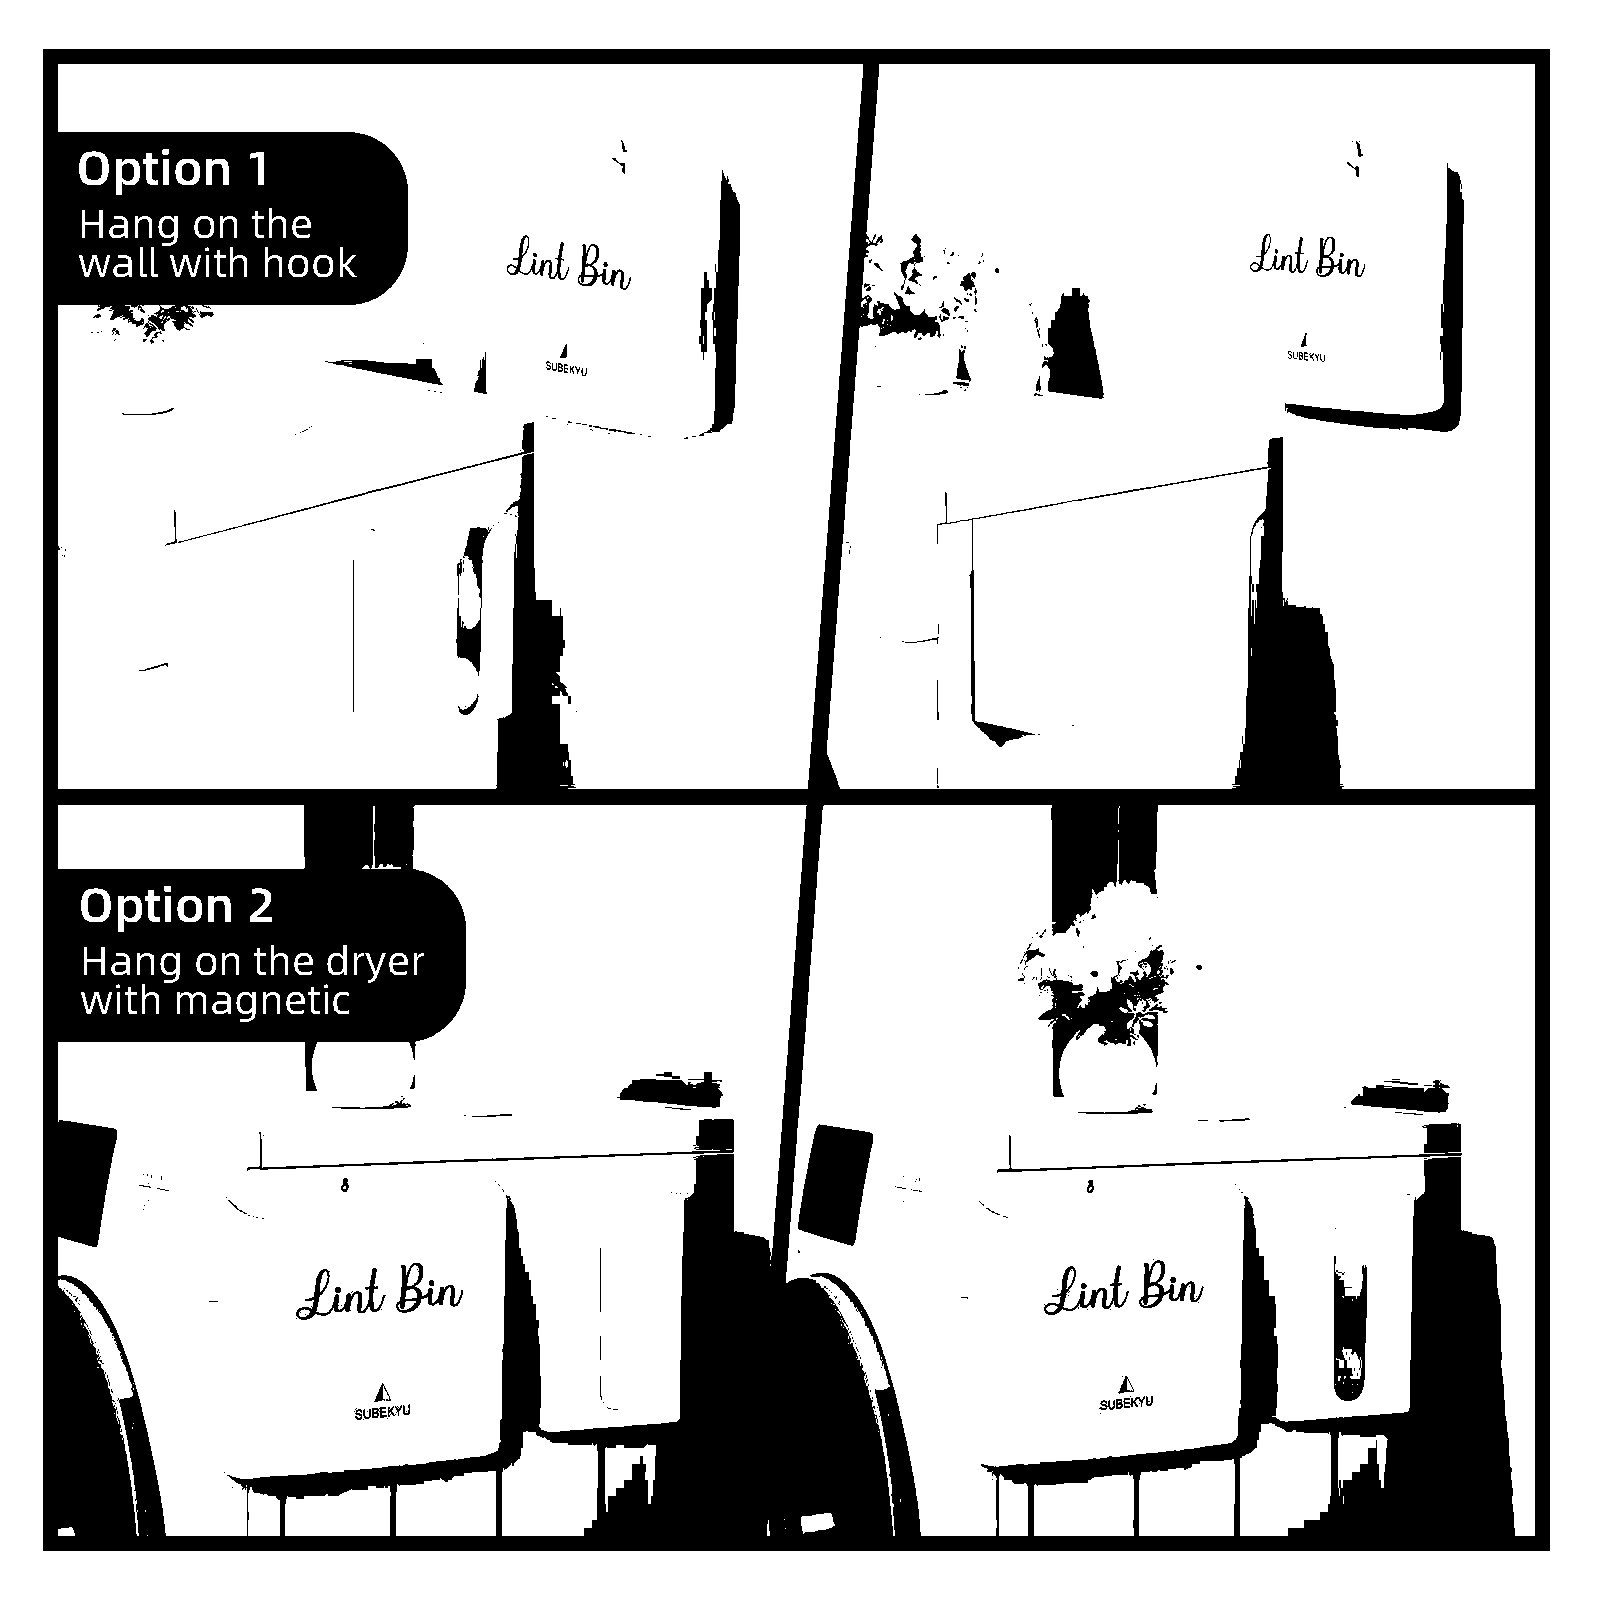 Option 1
Hang on the
wall with hook
Lint Bin
SUBEKYU
Lint Bin
SUBEKYU
Option 2
Hang on the dryer
with magnetic
Lint Bin
SUBEKYU
Lint Bin
SUBEKYU